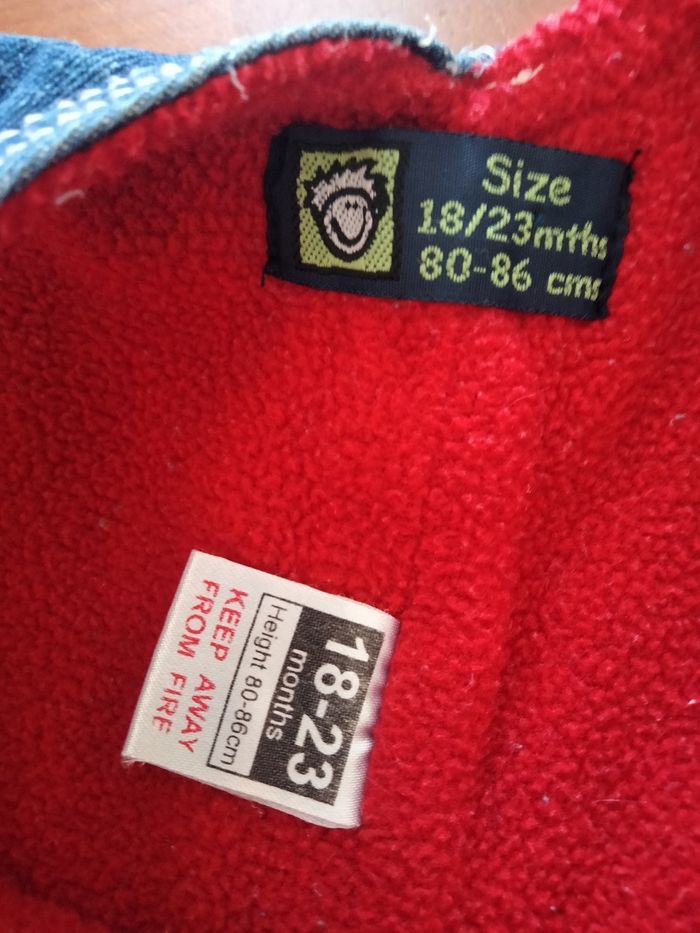 Size
18/23mths
80-86 cms
18-23
months
Height 80-86cm
KEEP AWAY
FROM FIRE